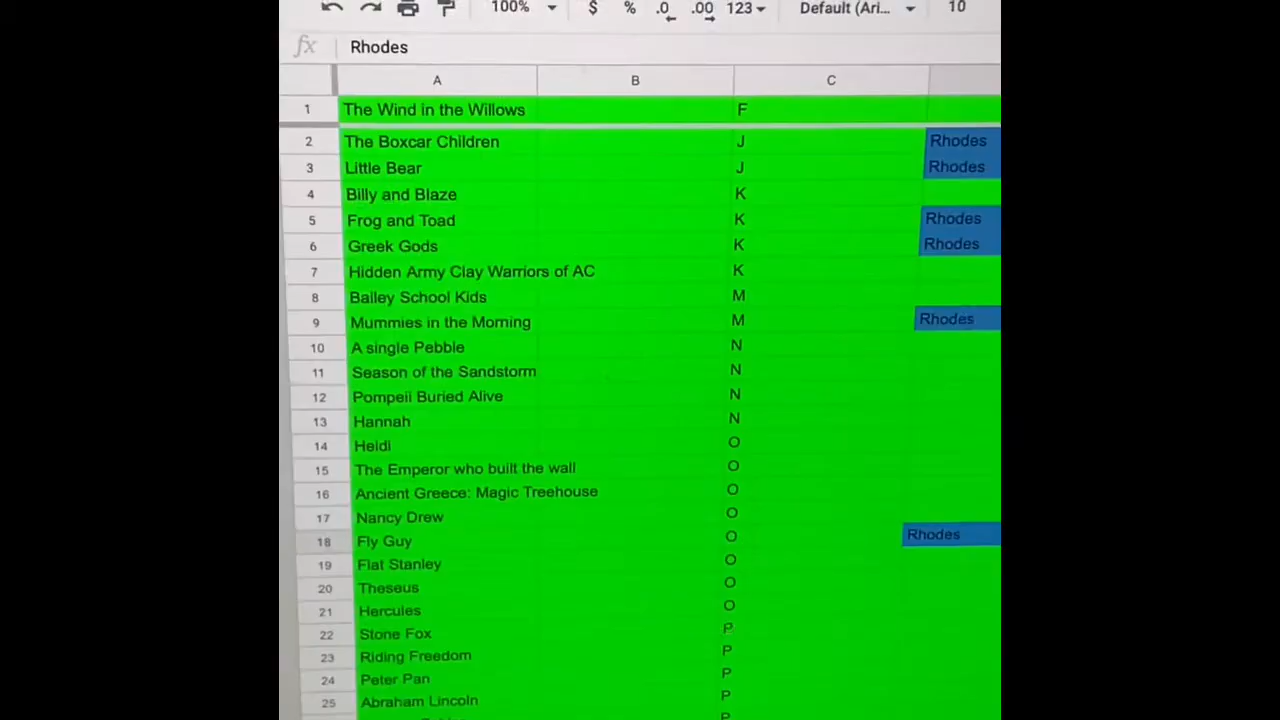 100% $ % .0 .00 123 Default (Ari... 10
fx Rhodes
A B C
1 The Wind in the Willows F
2 The Boxcar Children J Rhodes
3 Little Bear J Rhodes
4 Billy and Blaze K
5 Frog and Toad K Rhodes
6 Greek Gods K Rhodes
7 Hidden Army Clay Warriors of AC K
8 Bailey School Kids M
9 Mummies in the Morning M Rhodes
10 A single Pebble N
11 Season of the Sandstorm N
12 Pompeii Buried Alive N
13 Hannah N
14 Heidi O
15 The Emperor who built the wall O
16 Ancient Greece: Magic Treehouse O
17 Nancy Drew O
18 Fly Guy O Rhodes
19 Flat Stanley O
20 Theseus O
21 Hercules O
22 Stone Fox P
23 Riding Freedom P
24 Peter Pan P
25 Abraham Lincoln P
P